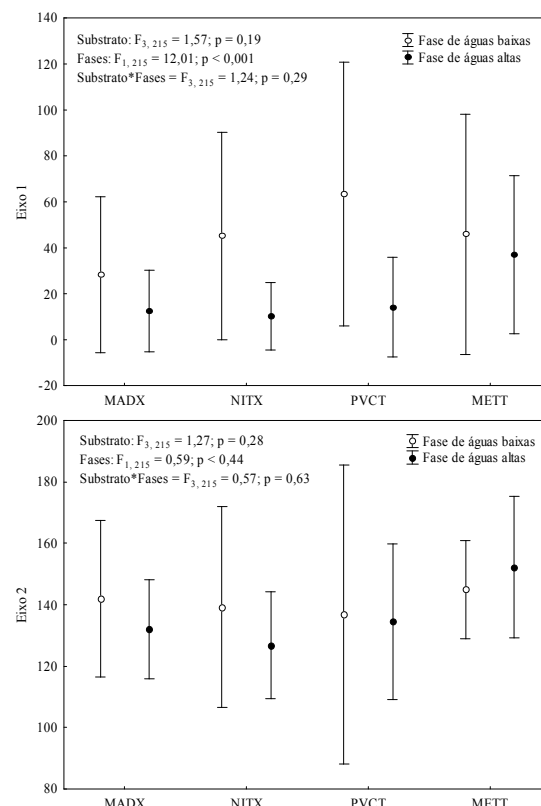 140
120
100
80
60
40
20
0
-20
Eixo 1
Substrato: F3, 215 = 1,57; p = 0,19
Fases: F1, 215 = 12,01; p < 0,001
Substrato*Fases = F3, 215 = 1,24; p = 0,29
Fase de águas baixas
Fase de águas altas
MADX NITX PVCT METT
200
180
160
140
120
100
80
Eixo 2
Substrato: F3, 215 = 1,27; p = 0,28
Fases: F1, 215 = 0,59; p < 0,44
Substrato*Fases = F3, 215 = 0,57; p = 0,63
Fase de águas baixas
Fase de águas altas
MADX NITX PVCT METT